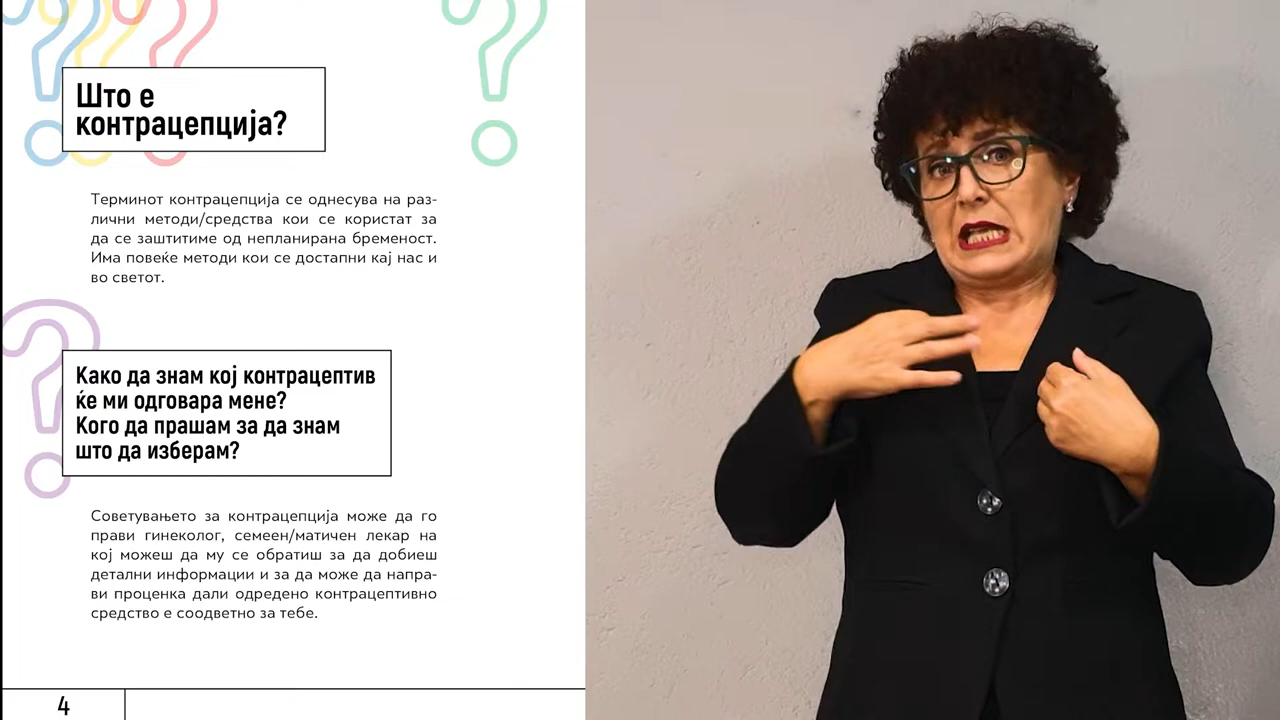 Што е
контрацепција?
Терминот контрацепција се однесува на раз-
лични методи/средства кои се користат за
да се заштитиме од непланирана бременост.
Има повеќе методи кои се достапни кај нас и
во светот.
Како да знам кој контрацептив
ќе ми одговара мене?
Кого да прашам за да знам
што да изберам?
Советувањето за контрацепција може да го
прави гинеколог, семеен/матичен лекар на
кој можеш да му се обратиш за да добиеш
детални информации и за да може да напра-
ви проценка дали одредено контрацептивно
средство е соодветно за тебе.
4